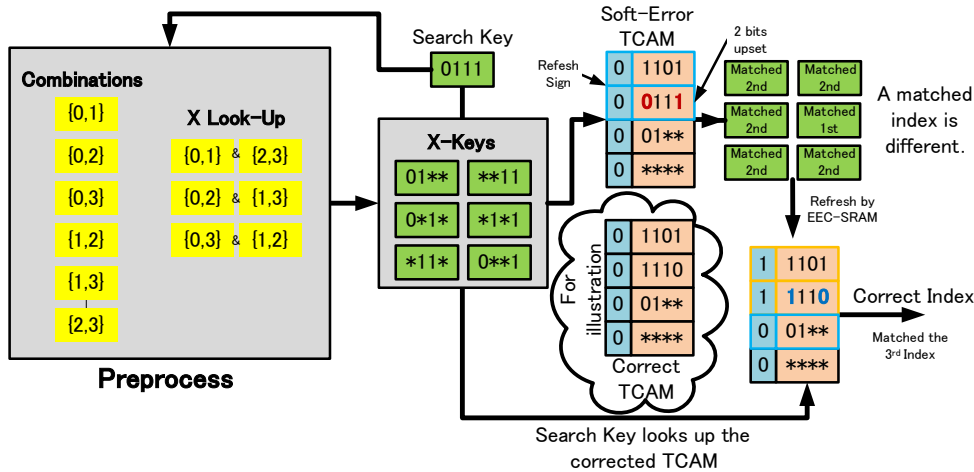 Search Key
0111
Combinations
{0,1}
{0,2}
{0,3}
{1,2}
{1,3}
{2,3}
X Look-Up
{0,1} & {2,3}
{0,2} & {1,3}
{0,3} & {1,2}
Preprocess
X-Keys
01** **11
0*1* *1*1
*11* 0**1
Soft-Error
TCAM
Refesh
Sign
2 bits
upset
0 1101
0 0111
0 01**
0 ****
Matched
2nd
Matched
2nd
Matched
2nd
Matched
1st
Matched
2nd
Matched
2nd
A matched
index is
different.
Refresh by
EEC-SRAM
For
illustration
0 1101
0 1110
0 01**
0 ****
Correct
TCAM
1 1101
1 1110
0 01**
0 ****
Correct Index
Matched the
3rd Index
Search Key looks up the
corrected TCAM